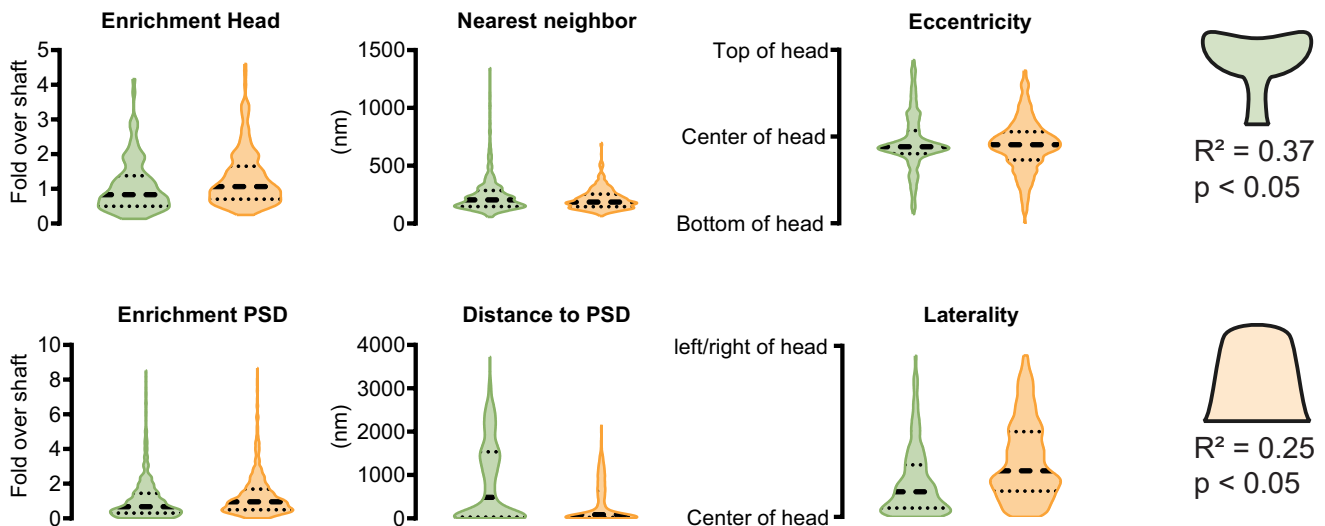 Enrichment Head
Fold over shaft
5
4
3
2
1
0
Nearest neighbor
(nm)
1500
1000
500
0
Eccentricity
Top of head
Center of head
Bottom of head
R² = 0.37
p < 0.05
Enrichment PSD
Fold over shaft
10
8
6
4
2
0
Distance to PSD
(nm)
4000
3000
2000
1000
0
Laterality
left/right of head
Center of head
R² = 0.25
p < 0.05